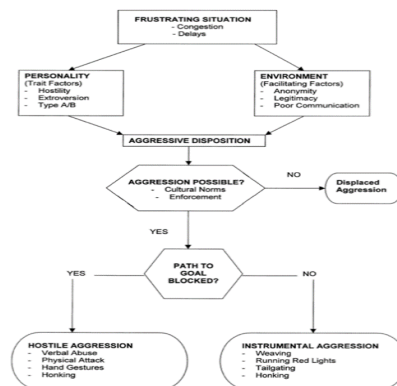 FRUSTRATING SITUATION
- Congestion
- Delays
PERSONALITY
(Trait Factors)
- Hostility
- Extroversion
- Type A/B
ENVIRONMENT
(Facilitating Factors)
- Anonymity
- Legitimacy
- Poor Communication
AGGRESSIVE DISPOSITION
AGGRESSION POSSIBLE?
- Cultural Norms
- Enforcement
NO
Displaced
Aggression
YES
PATH TO
GOAL
BLOCKED?
YES
NO
HOSTILE AGGRESSION
- Verbal Abuse
- Physical Attack
- Hand Gestures
- Honking
INSTRUMENTAL AGGRESSION
- Weaving
- Running Red Lights
- Tailgating
- Honking